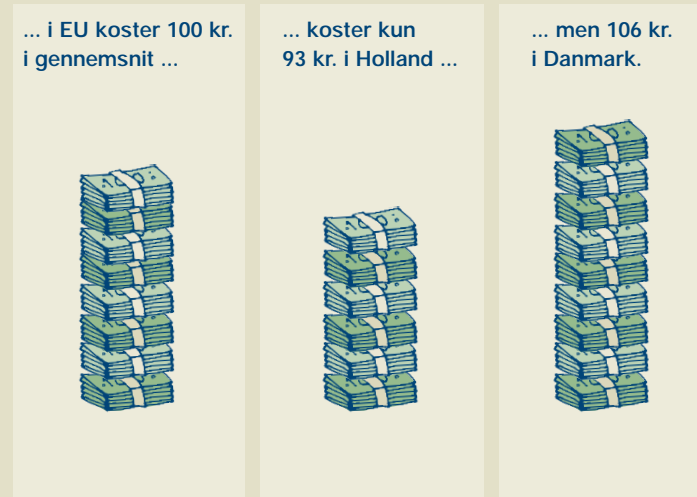 ... i EU koster 100 kr.
i gennemsnit ...
... koster kun
93 kr. i Holland ...
... men 106 kr.
i Danmark.